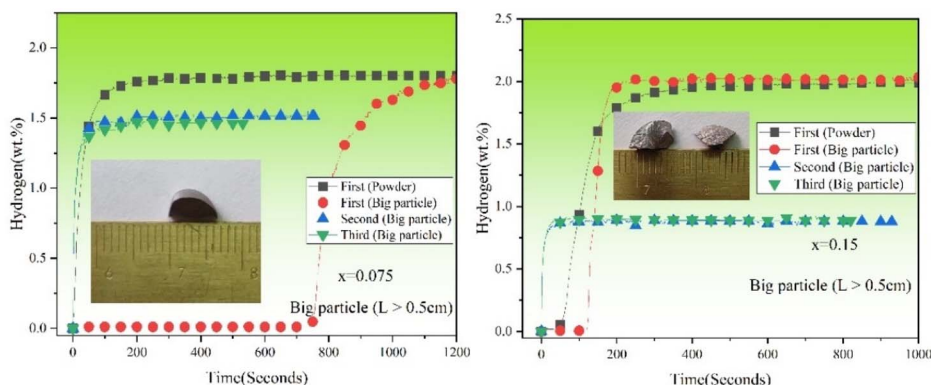 Hydrogen(wt.%)
2.0
1.5
1.0
0.5
0.0
6 7 8
First (Powder)
First (Big particle)
Second (Big particle)
Third (Big particle)
x=0.075
Big particle (L > 0.5cm)
0 200 400 600 800 1000 1200
Time(Seconds)
Hydrogen(wt.%)
2.5
2.0
1.5
1.0
0.5
0.0
7
First (Powder)
First (Big particle)
Second (Big particle)
Third (Big particle)
x=0.15
Big particle (L > 0.5cm)
0 200 400 600 800 1000
Time(Seconds)